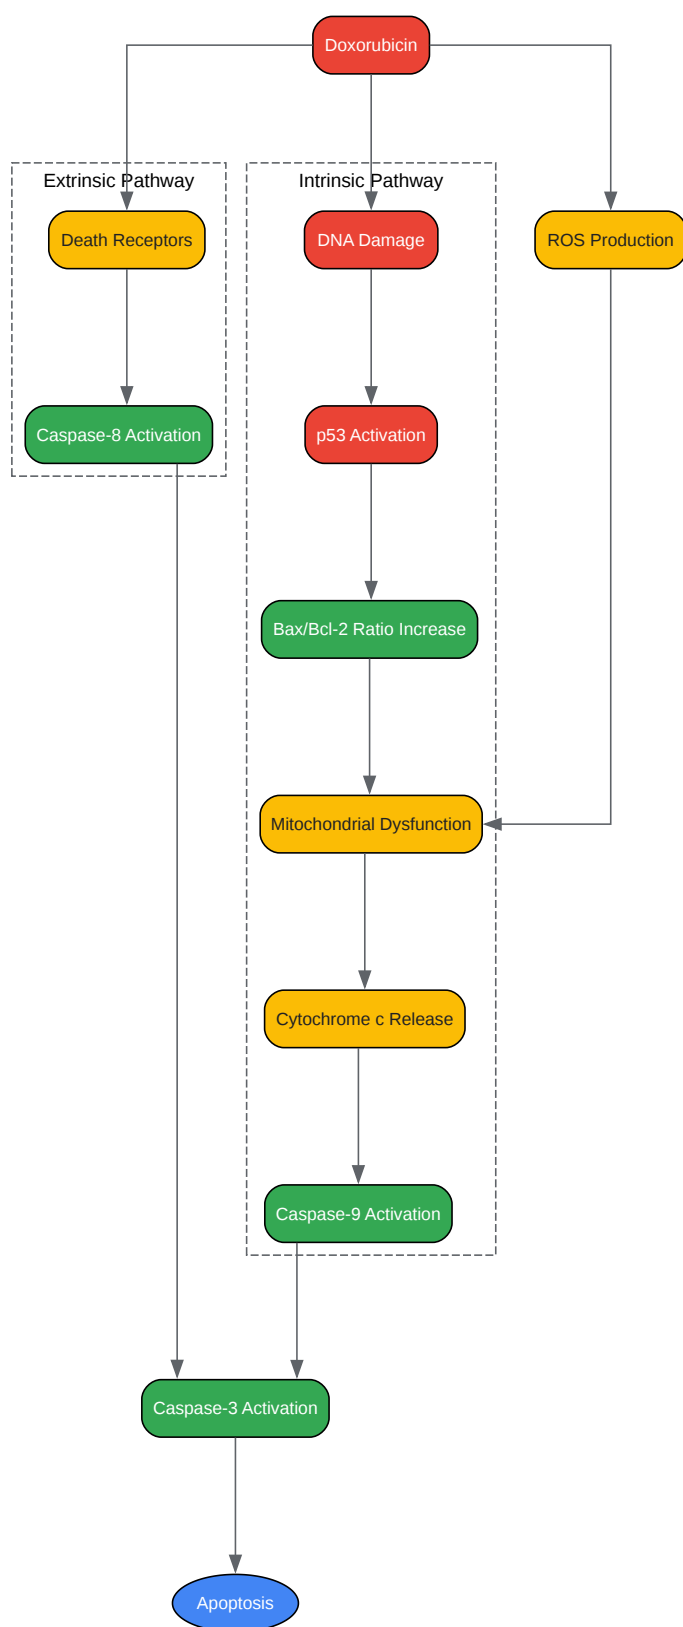 Doxorubicin
Extrinsic Pathway
Intrinsic Pathway
Death Receptors
DNA Damage
ROS Production
Caspase-8 Activation
p53 Activation
Bax/Bcl-2 Ratio Increase
Mitochondrial Dysfunction
Cytochrome c Release
Caspase-9 Activation
Caspase-3 Activation
Apoptosis